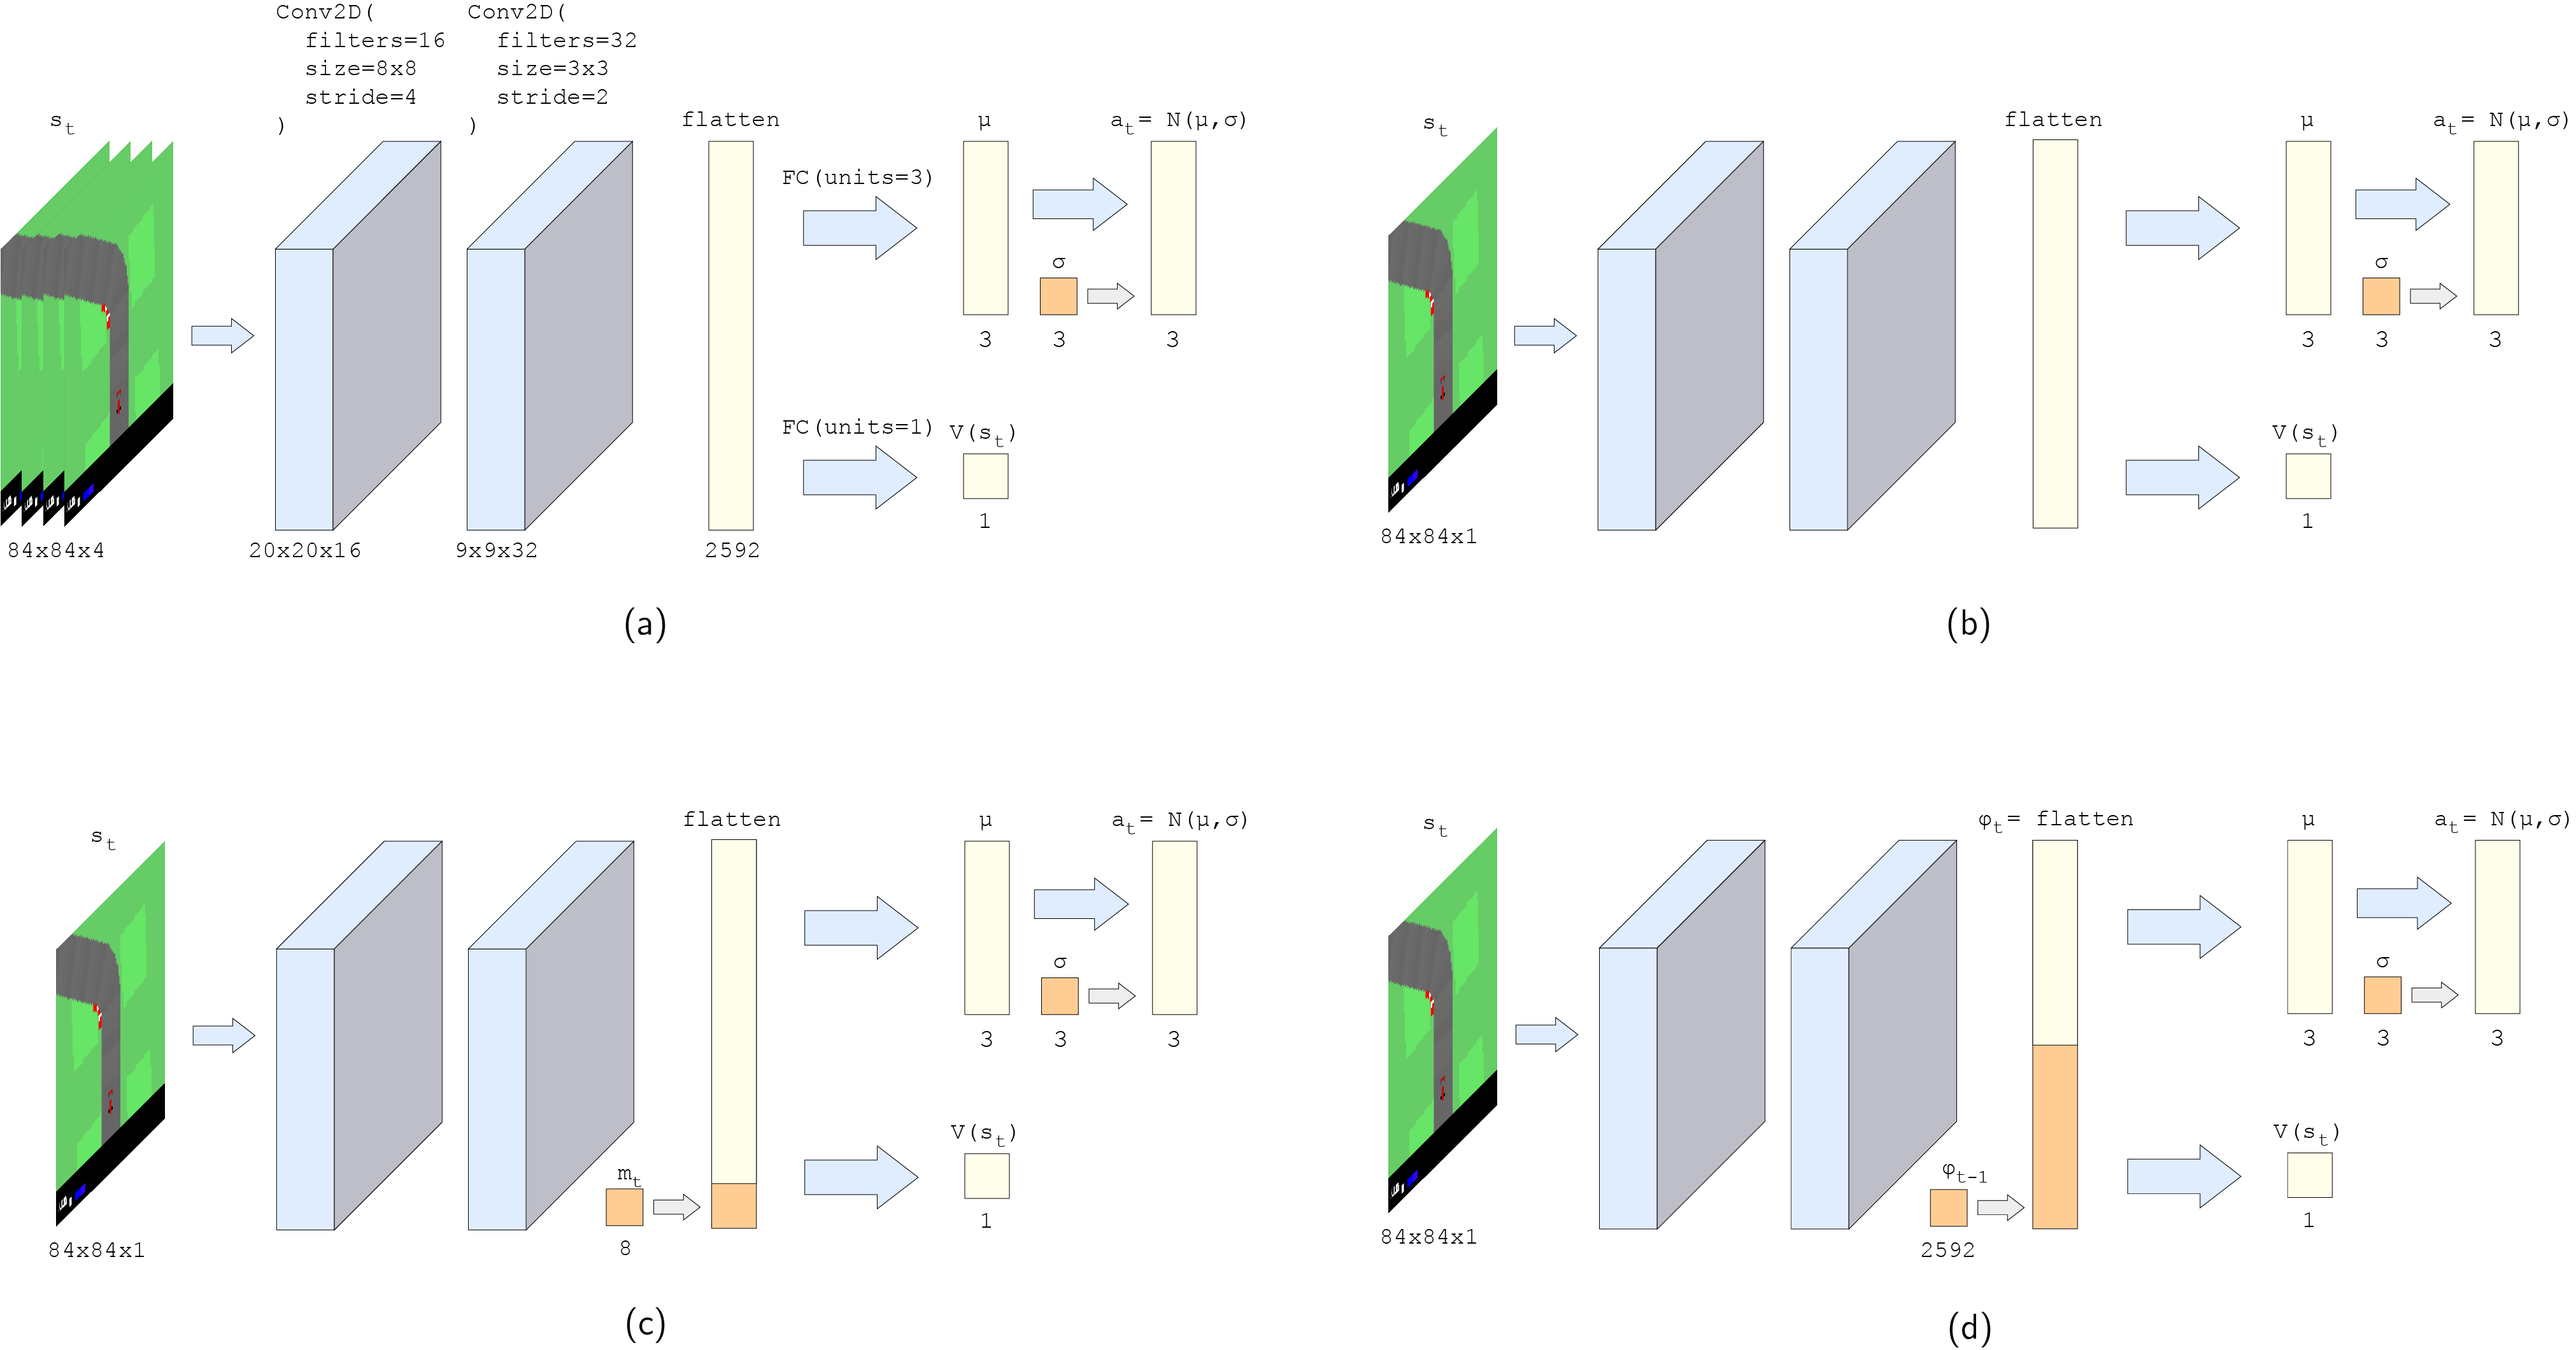 Conv2D(
filters=16
size=8x8
stride=4
)
Conv2D(
filters=32
size=3x3
stride=2
)
s_t
flatten
μ
a_t= N(μ,σ)
FC(units=3)
σ
3
3
3
FC(units=1)
V(s_t)
1
84x84x4
20x20x16
9x9x32
2592
(a)
s_t
flatten
μ
a_t= N(μ,σ)
σ
3
3
3
V(s_t)
1
84x84x1
(b)
s_t
flatten
μ
a_t= N(μ,σ)
σ
3
3
3
m_t
8
V(s_t)
1
84x84x1
(c)
s_t
φ_t= flatten
μ
a_t= N(μ,σ)
σ
3
3
3
φ_t-1
2592
V(s_t)
1
84x84x1
(d)